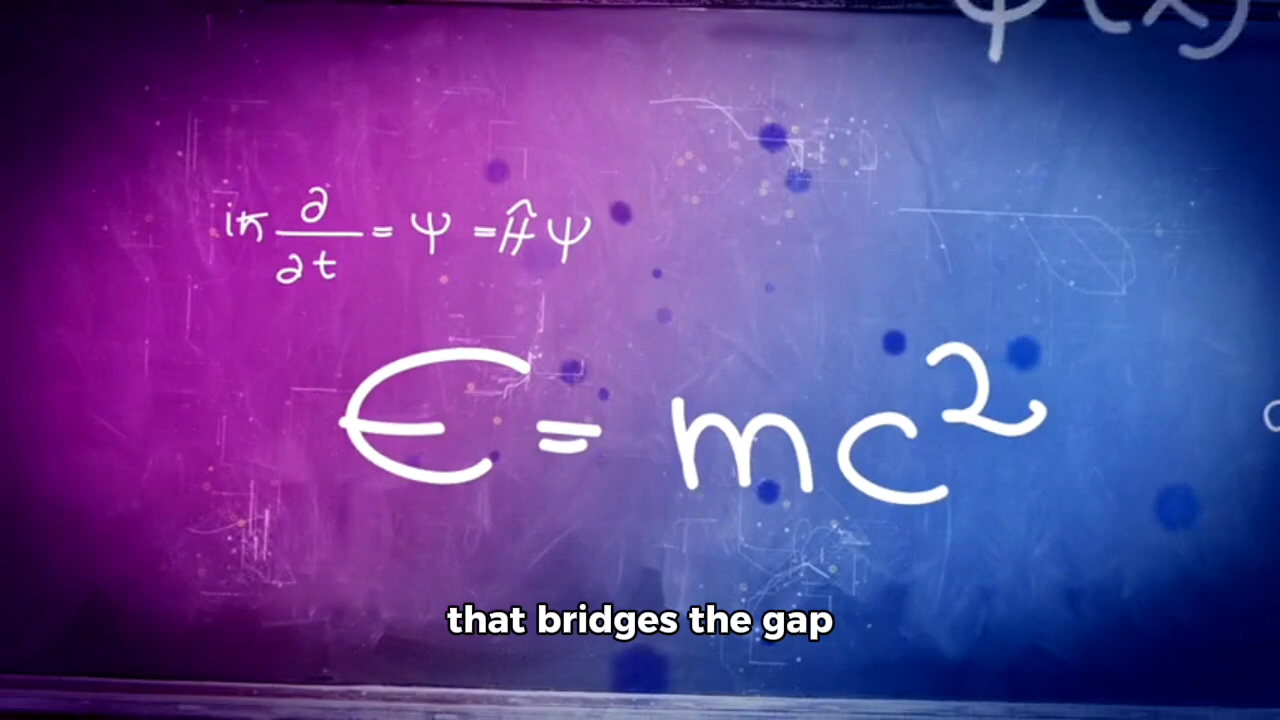 ψ(x)
iℏ ∂/∂t = ψ = Ĥψ
E = mc²
that bridges the gap